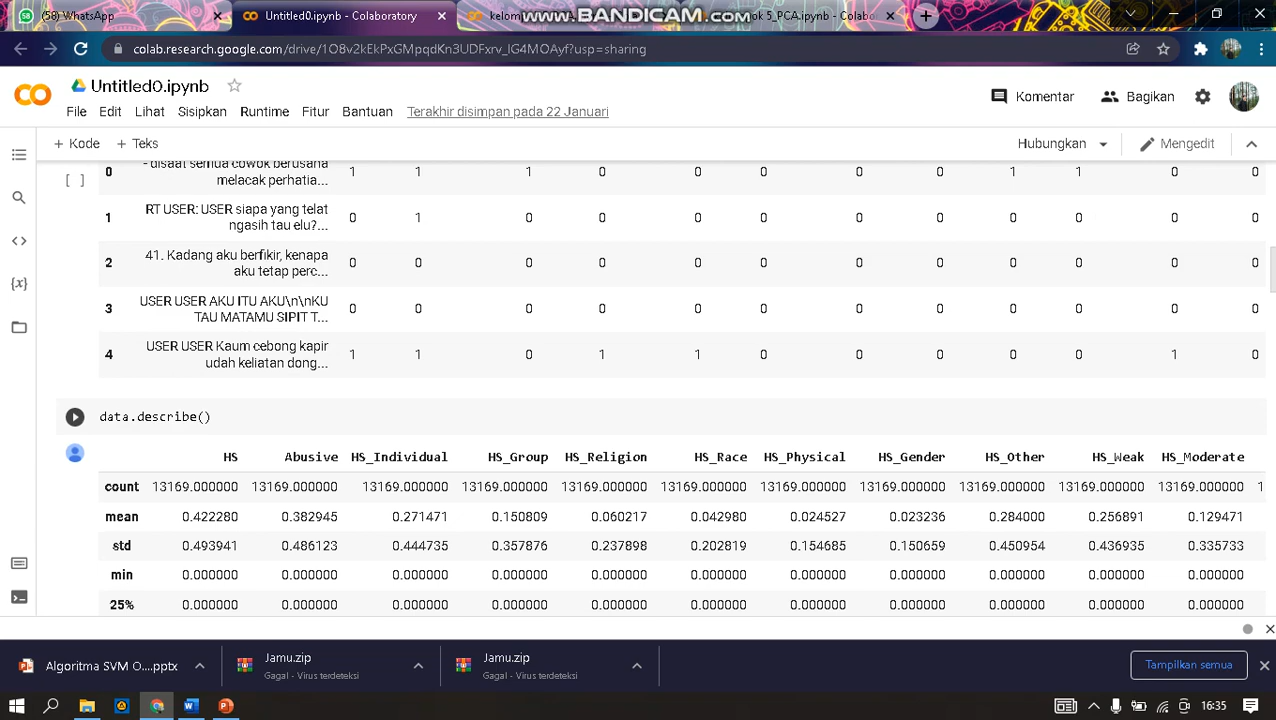 (58) WhatsApp
Untitled0.ipynb - Colaboratory
kelom
WWW.BANDICAM.COM
ok 5_PCA.ipynb - Colabo
colab.research.google.com/drive/1O8v2kEkPxGMpqdKn3UDFxrv_IG4MOAyf?usp=sharing
Untitled0.ipynb
Komentar
Bagikan
File Edit Lihat Sisipkan Runtime Fitur Bantuan Terakhir disimpan pada 22 Januari
+ Kode + Teks
Hubungkan
Mengedit
- disaat semua cowok berusaha
[ ] 0 melacak perhatia... 1 1 1 0 0 0 0 0 1 1 0 0
RT USER: USER siapa yang telat
1 ngasih tau elu?... 0 1 0 0 0 0 0 0 0 0 0 0
41. Kadang aku berfikir, kenapa
2 aku tetap perc... 0 0 0 0 0 0 0 0 0 0 0 0
USER USER AKU ITU AKU\n\nKU
3 TAU MATAMU SIPIT T... 0 0 0 0 0 0 0 0 0 0 0 0
USER USER Kaum cebong kapir
4 udah keliatan dong... 1 1 0 1 1 0 0 0 0 0 1 0
data.describe()
HS Abusive HS_Individual HS_Group HS_Religion HS_Race HS_Physical HS_Gender HS_Other HS_Weak HS_Moderate
count 13169.000000 13169.000000 13169.000000 13169.000000 13169.000000 13169.000000 13169.000000 13169.000000 13169.000000 13169.000000 13169.000000 1
mean 0.422280 0.382945 0.271471 0.150809 0.060217 0.042980 0.024527 0.023236 0.284000 0.256891 0.129471
std 0.493941 0.486123 0.444735 0.357876 0.237898 0.202819 0.154685 0.150659 0.450954 0.436935 0.335733
min 0.000000 0.000000 0.000000 0.000000 0.000000 0.000000 0.000000 0.000000 0.000000 0.000000 0.000000
25% 0.000000 0.000000 0.000000 0.000000 0.000000 0.000000 0.000000 0.000000 0.000000 0.000000 0.000000
Algoritma SVM O....pptx
Jamu.zip
Gagal - Virus terdeteksi
Jamu.zip
Gagal - Virus terdeteksi
Tampilkan semua
16:35